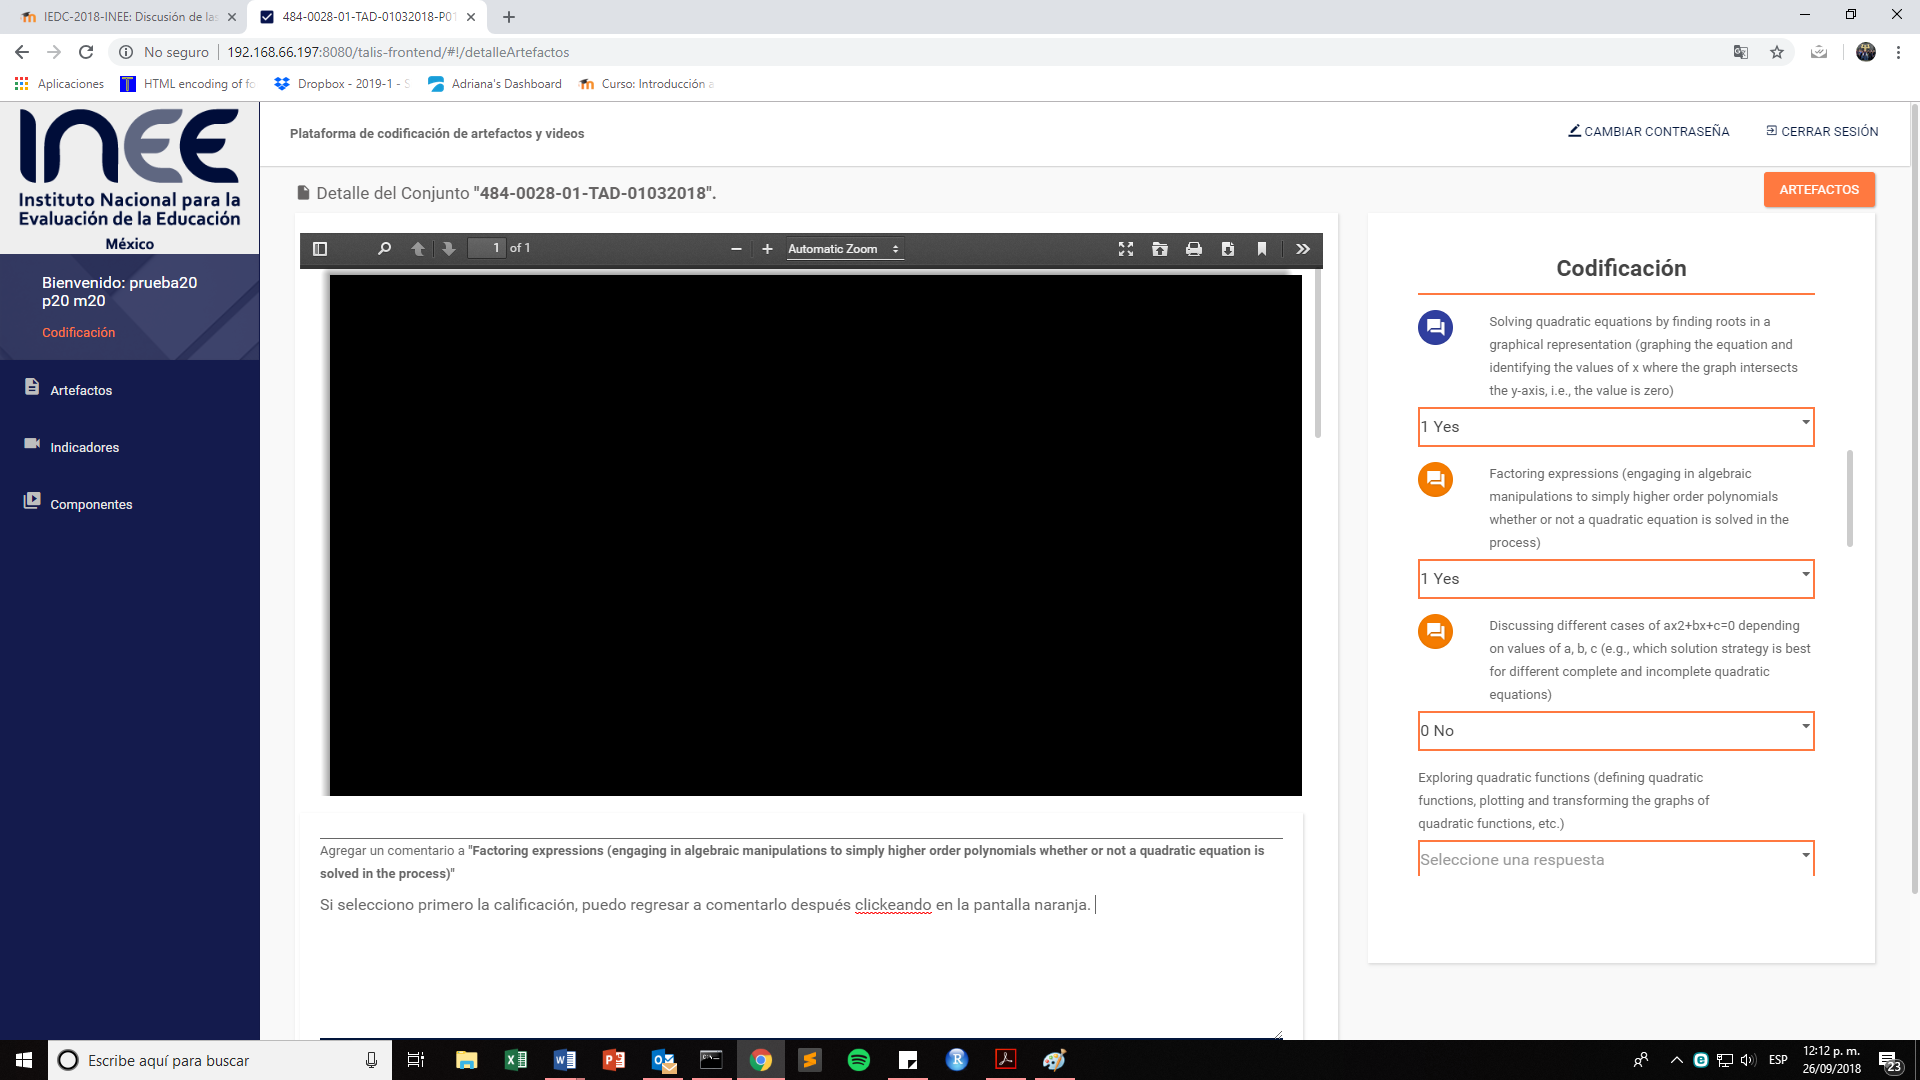 IEDC-2018-INEE: Discusión de las
484-0028-01-TAD-01032018-P01
No seguro
192.168.66.197:8080/talis-frontend/#!/detalleArtefactos
Aplicaciones
HTML encoding of fo
Dropbox - 2019-1 - S
Adriana's Dashboard
Curso: Introducción a
INEE
Instituto Nacional para la
Evaluación de la Educación
México
Bienvenido: prueba20
p20 m20
Codificación
Artefactos
Indicadores
Componentes
Plataforma de codificación de artefactos y videos
CAMBIAR CONTRASEÑA
CERRAR SESIÓN
Detalle del Conjunto "484-0028-01-TAD-01032018".
ARTEFACTOS
1 of 1
Automatic Zoom
Agregar un comentario a "Factoring expressions (engaging in algebraic manipulations to simply higher order polynomials whether or not a quadratic equation is
solved in the process)"
Si selecciono primero la calificación, puedo regresar a comentarlo después clickeando en la pantalla naranja.
Codificación
Solving quadratic equations by finding roots in a
graphical representation (graphing the equation and
identifying the values of x where the graph intersects
the y-axis, i.e., the value is zero)
1 Yes
Factoring expressions (engaging in algebraic
manipulations to simply higher order polynomials
whether or not a quadratic equation is solved in the
process)
1 Yes
Discussing different cases of ax2+bx+c=0 depending
on values of a, b, c (e.g., which solution strategy is best
for different complete and incomplete quadratic
equations)
0 No
Exploring quadratic functions (defining quadratic
functions, plotting and transforming the graphs of
quadratic functions, etc.)
Seleccione una respuesta
Escribe aquí para buscar
ESP
12:12 p. m.
26/09/2018
23